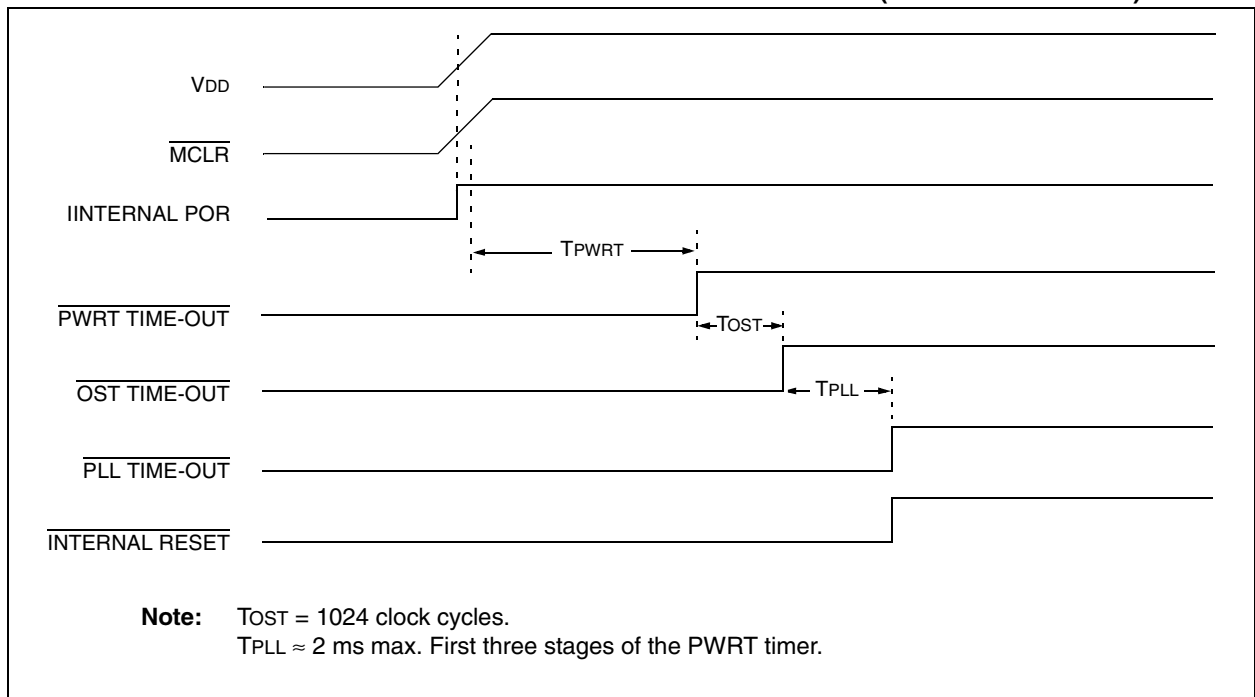 VDD
MCLR
IINTERNAL POR
TPWRT
PWRT TIME-OUT
TOST
OST TIME-OUT
TPLL
PLL TIME-OUT
INTERNAL RESET
Note: TOST = 1024 clock cycles.
TPLL ≈ 2 ms max. First three stages of the PWRT timer.